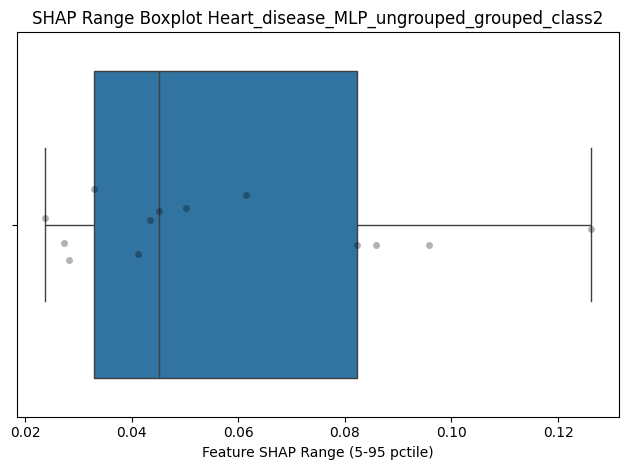 SHAP Range Boxplot Heart_disease_MLP_ungrouped_grouped_class2
0.02 0.04 0.06 0.08 0.10 0.12
Feature SHAP Range (5-95 pctile)